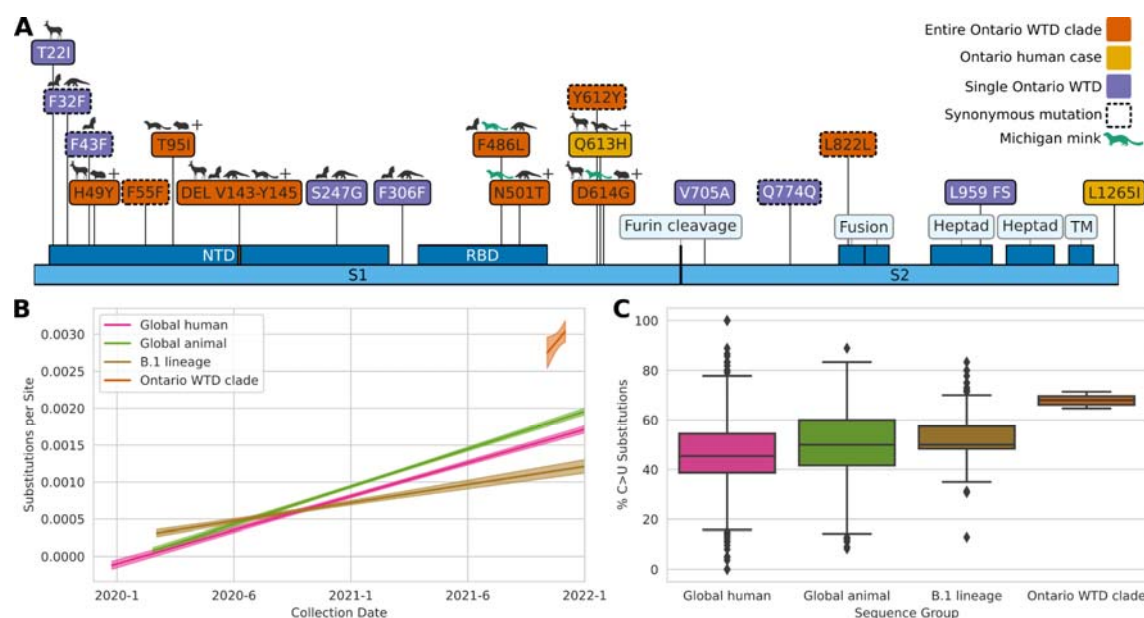 A
T22I
F32F
F43F
H49Y
F55F
T95I
DEL V143-Y145
S247G
F306F
F486L
N501T
Y612Y
Q613H
D614G
V705A
Q774Q
L822L
L959 FS
L1265I
+
+
+
+
+
Entire Ontario WTD clade
Ontario human case
Single Ontario WTD
Synonymous mutation
Michigan mink
Furin cleavage
Fusion
Heptad
Heptad
TM
NTD
RBD
S1
S2
B
Global human
Global animal
B.1 lineage
Ontario WTD clade
Substitutions per Site
0.0030
0.0025
0.0020
0.0015
0.0010
0.0005
0.0000
2020-1
2020-6
2021-1
2021-6
2022-1
Collection Date
C
% C>U Substitutions
100
80
60
40
20
0
Global human
Global animal
B.1 lineage
Ontario WTD clade
Sequence Group